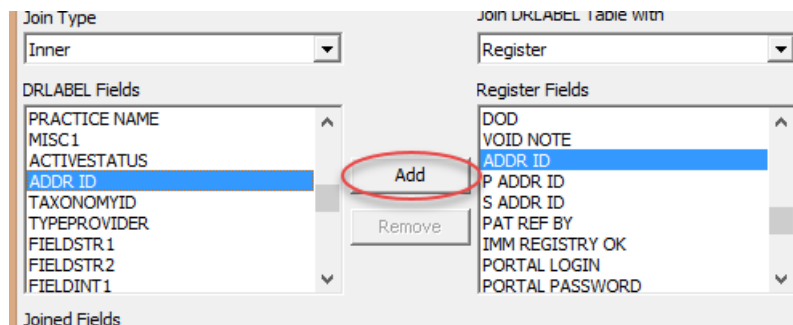 Join Type
Join DRLABEL Table with
Inner
Register
DRLABEL Fields
Register Fields
PRACTICE NAME
MISC1
ACTIVESTATUS
ADDR ID
TAXONOMYID
TYPEPROVIDER
FIELDSTR1
FIELDSTR2
FIELDINT1
Add
Remove
DOD
VOID NOTE
ADDR ID
P ADDR ID
S ADDR ID
PAT REF BY
IMM REGISTRY OK
PORTAL LOGIN
PORTAL PASSWORD
Joined Fields